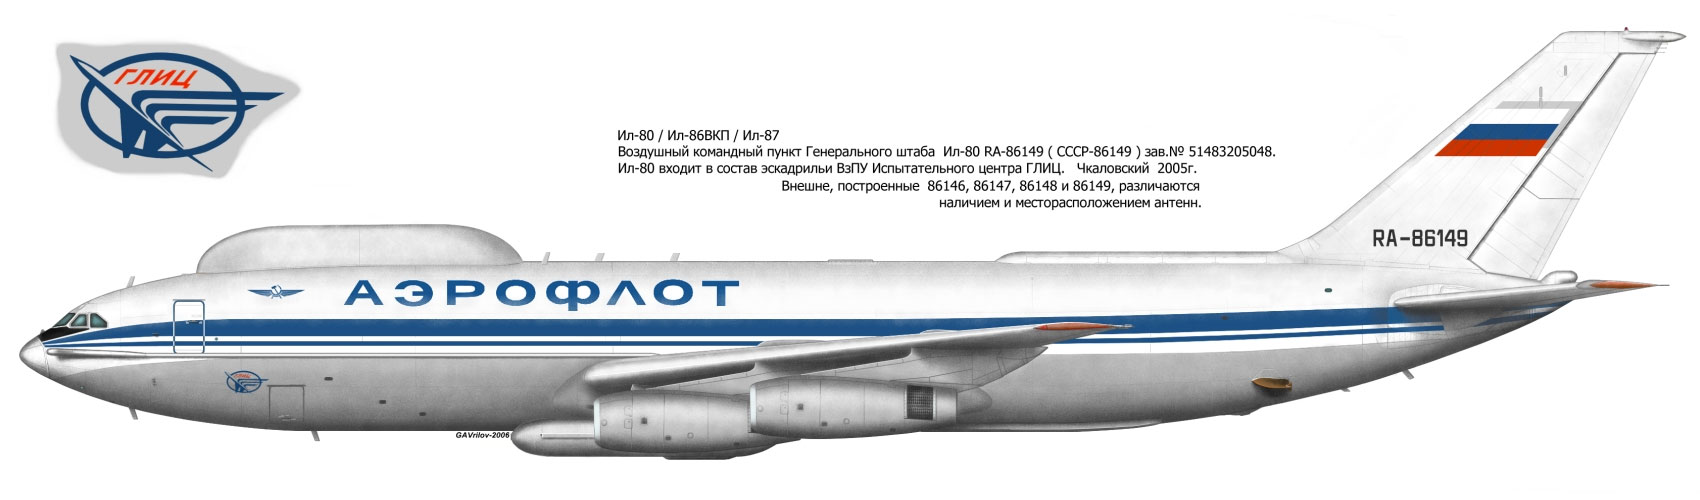 ГЛИЦ
Ил-80 / Ил-86ВКП / Ил-87
Воздушный командный пункт Генерального штаба Ил-80 RA-86149 ( СССР-86149 ) зав.№ 51483205048.
Ил-80 входит в состав эскадрильи ВзПУ Испытательного центра ГЛИЦ. Чкаловский 2005г.
Внешне, построенные 86146, 86147, 86148 и 86149, различаются
наличием и месторасположением антенн.
RA-86149
АЭРОФЛОТ
ГЛИЦ
GAVrilov-2006